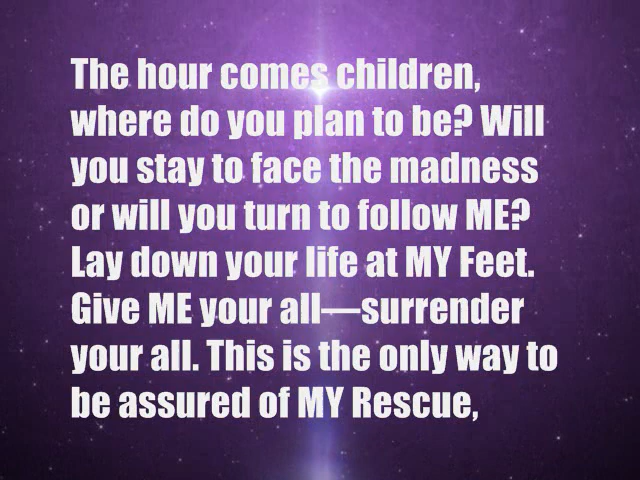 The hour comes children,
where do you plan to be? Will
you stay to face the madness
or will you turn to follow ME?
Lay down your life at MY Feet.
Give ME your all—surrender
your all. This is the only way to
be assured of MY Rescue,